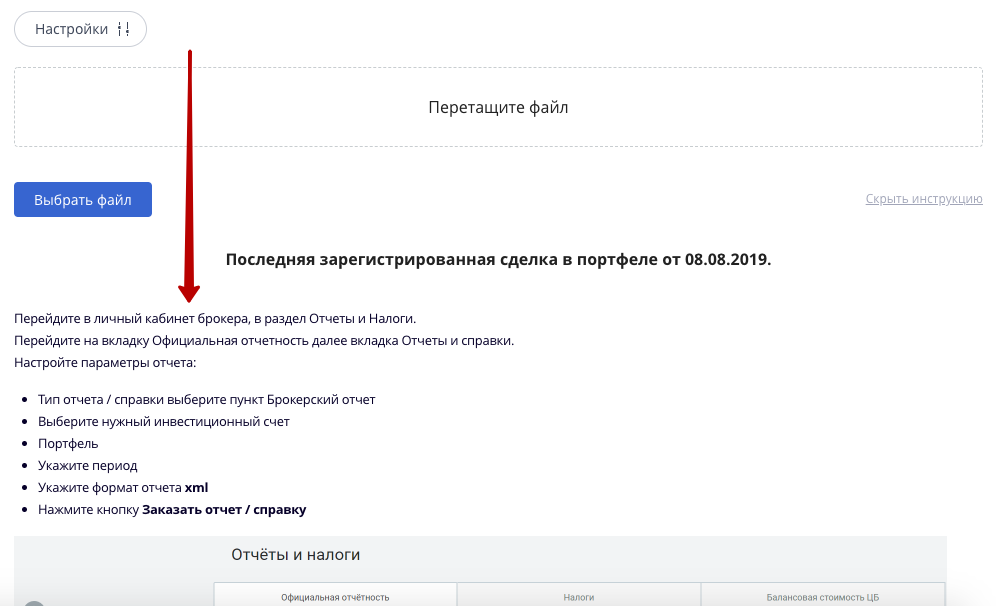 Настройки
Перетащите файл
Выбрать файл
Скрыть инструкцию
Последняя зарегистрированная сделка в портфеле от 08.08.2019.
Перейдите в личный кабинет брокера, в раздел Отчеты и Налоги.
Перейдите на вкладку Официальная отчетность далее вкладка Отчеты и справки.
Настройте параметры отчета:
Тип отчета / справки выберите пункт Брокерский отчет
Выберите нужный инвестиционный счет
Портфель
Укажите период
Укажите формат отчета xml
Нажмите кнопку Заказать отчет / справку
Отчёты и налоги
Официальная отчётность
Налоги
Балансовая стоимость ЦБ